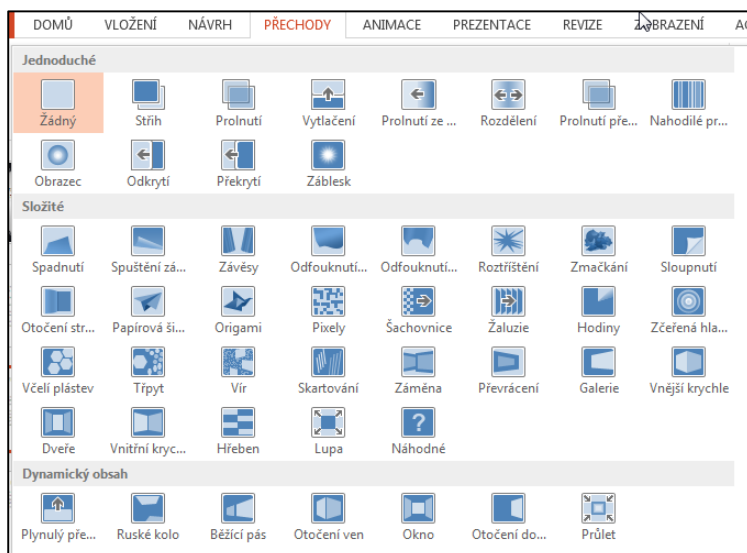 DOMŮ VLOŽENÍ NÁVRH PŘECHODY ANIMACE PREZENTACE REVIZE ZOBRAZENÍ
Jednoduché
Žádný Střih Prolnutí Vytlačení Prolnutí ze ... Rozdělení Prolnutí pře... Nahodilé pr...
Obrazec Odkrytí Překrytí Záblesk
Složité
Spadnutí Spuštění zá... Závěsy Odfouknutí... Odfouknutí... Roztříštění Zmačkání Sloupnutí
Otočení str... Papírová ši... Origami Pixely Šachovnice Žaluzie Hodiny Zčeřená hla...
Včelí plástev Třpyt Vír Skartování Záměna Převrácení Galerie Vnější krychle
Dveře Vnitřní kryc... Hřeben Lupa Náhodné
Dynamický obsah
Plynulý pře... Ruské kolo Běžící pás Otočení ven Okno Otočení do... Průlet